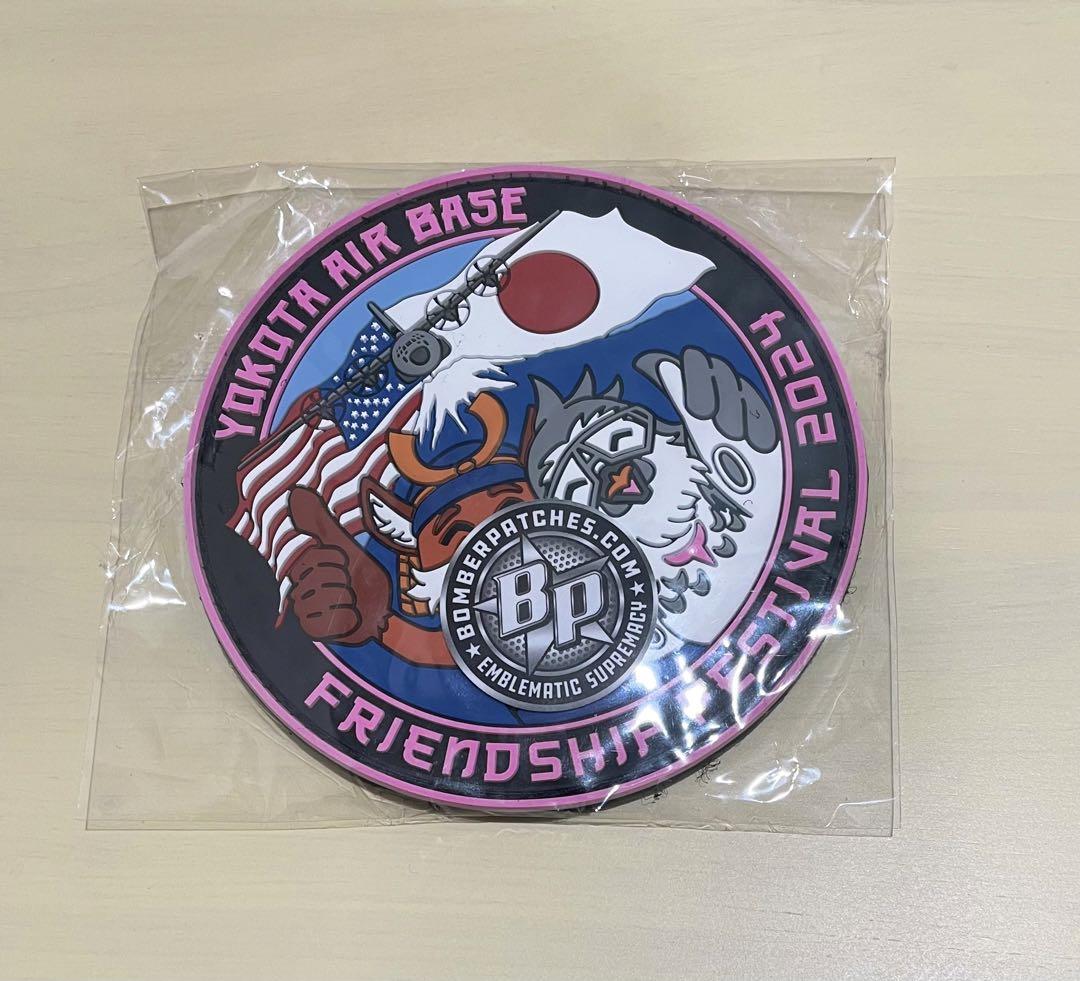 YOKOTA AIR BASE
FRIENDSHIP FESTIVAL 2024
BOMBERPATCHES.COM
BP
EMBLEMATIC SUPREMACY